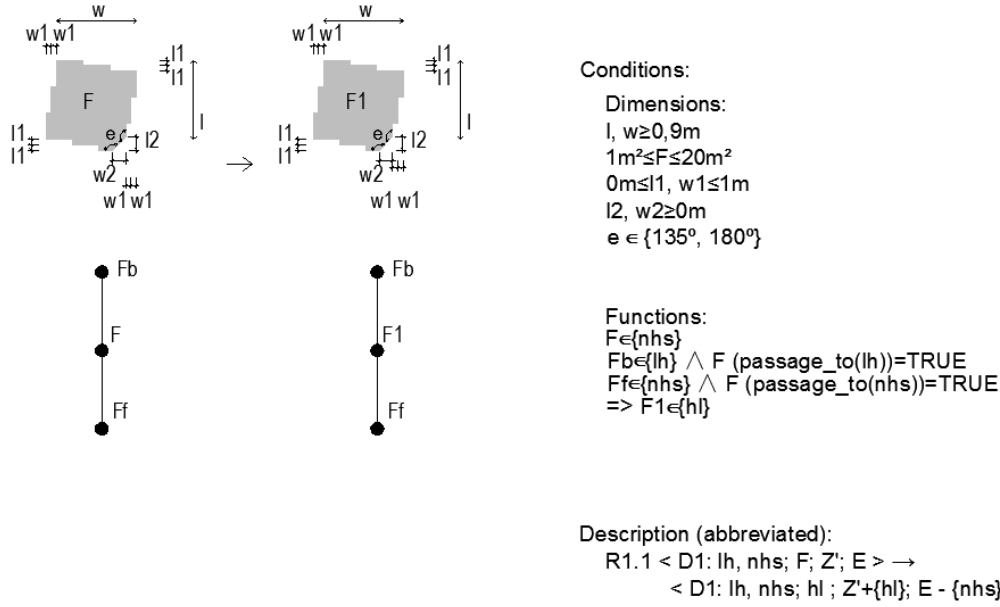 w
w1 w1
l1
l1
F
l
l1
l1
e
l2
w2
w1 w1
w
w1 w1
l1
l1
F1
l
l1
l1
e
l2
w2
w1 w1
Fb
F
Ff
Fb
F1
Ff
Conditions:
Dimensions:
l, w≥0,9m
1m²≤F≤20m²
0m≤l1, w1≤1m
l2, w2≥0m
e ∈ {135º, 180º}
Functions:
F∈{nhs}
Fb∈{lh} ∧ F (passage_to(lh))=TRUE
Ff∈{nhs} ∧ F (passage_to(nhs))=TRUE
=> F1∈{hl}
Description (abbreviated):
R1.1 < D1: lh, nhs; F; Z'; E > →
< D1: lh, nhs; hl ; Z'+{hl}; E - {nhs}